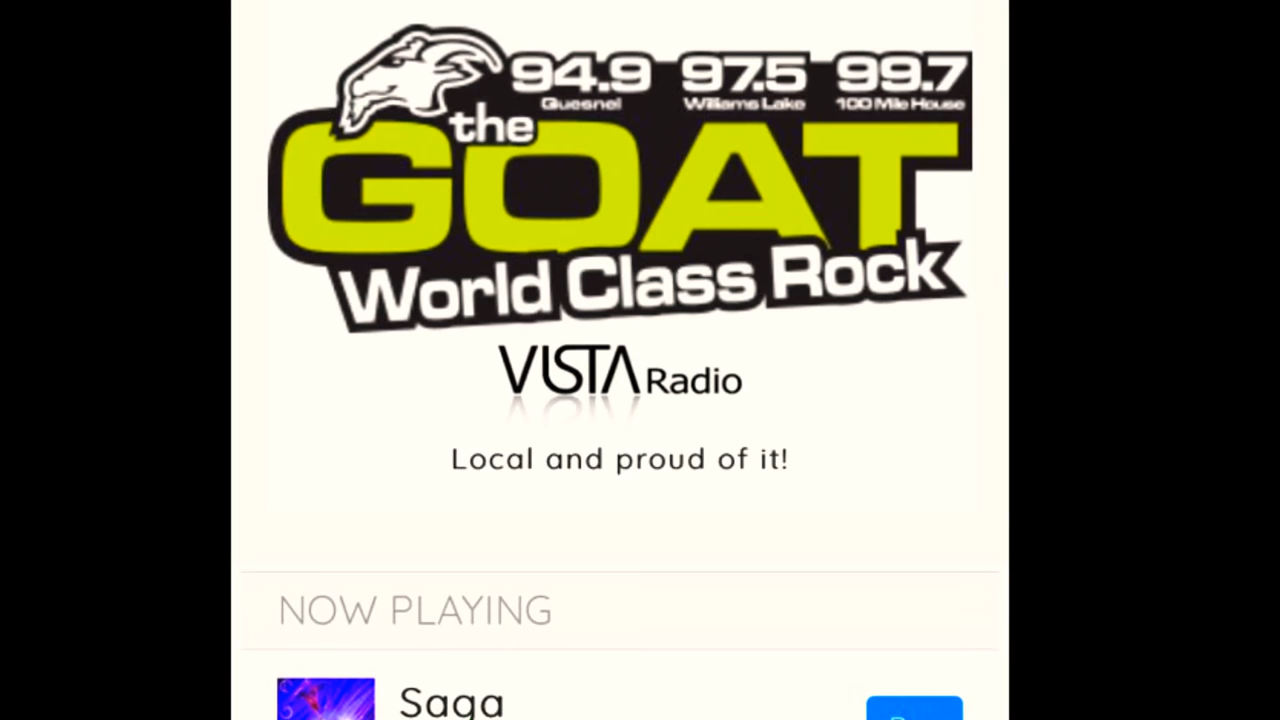 94.9 97.5 99.7
Quesnel Williams Lake 100 Mile House
the
GOAT
World Class Rock
VISTA Radio
Local and proud of it!
NOW PLAYING
Saga